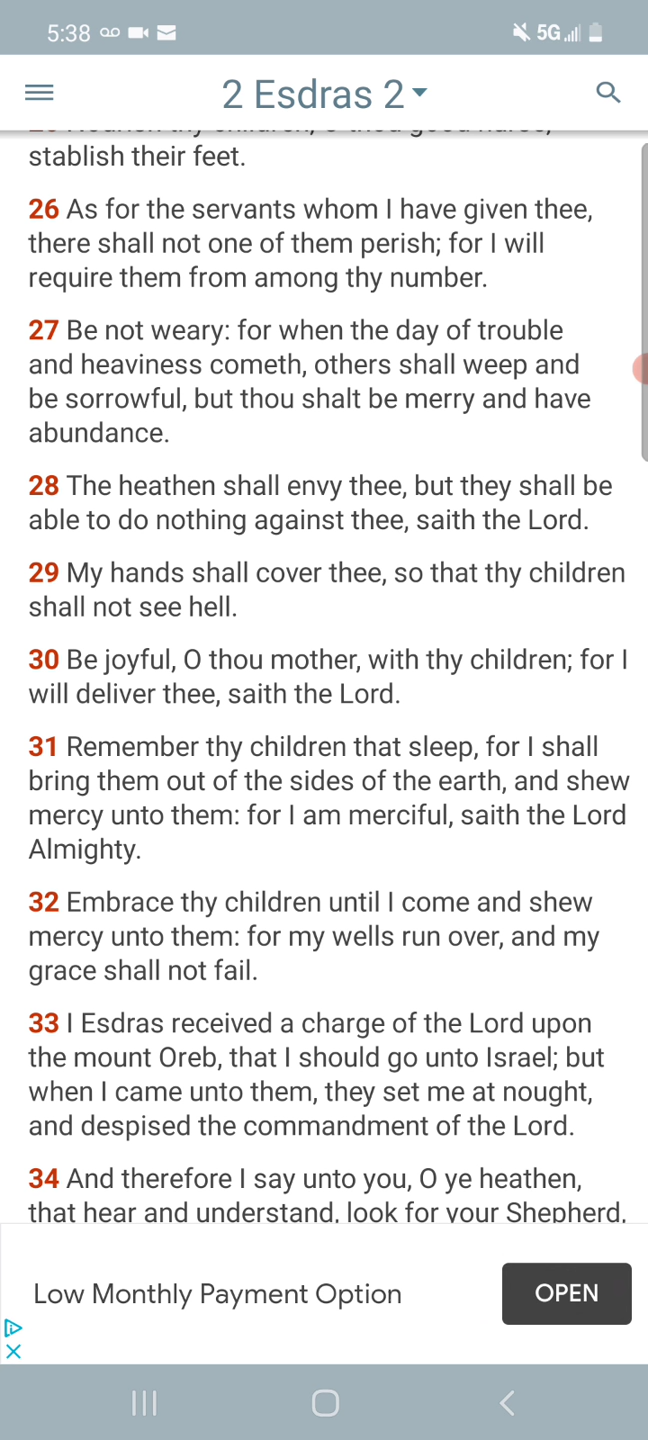 5:38
5G
2 Esdras 2
stablish their feet.
26 As for the servants whom I have given thee,
there shall not one of them perish; for I will
require them from among thy number.
27 Be not weary: for when the day of trouble
and heaviness cometh, others shall weep and
be sorrowful, but thou shalt be merry and have
abundance.
28 The heathen shall envy thee, but they shall be
able to do nothing against thee, saith the Lord.
29 My hands shall cover thee, so that thy children
shall not see hell.
30 Be joyful, O thou mother, with thy children; for I
will deliver thee, saith the Lord.
31 Remember thy children that sleep, for I shall
bring them out of the sides of the earth, and shew
mercy unto them: for I am merciful, saith the Lord
Almighty.
32 Embrace thy children until I come and shew
mercy unto them: for my wells run over, and my
grace shall not fail.
33 I Esdras received a charge of the Lord upon
the mount Oreb, that I should go unto Israel; but
when I came unto them, they set me at nought,
and despised the commandment of the Lord.
34 And therefore I say unto you, O ye heathen,
that hear and understand, look for your Shepherd,
Low Monthly Payment Option
OPEN